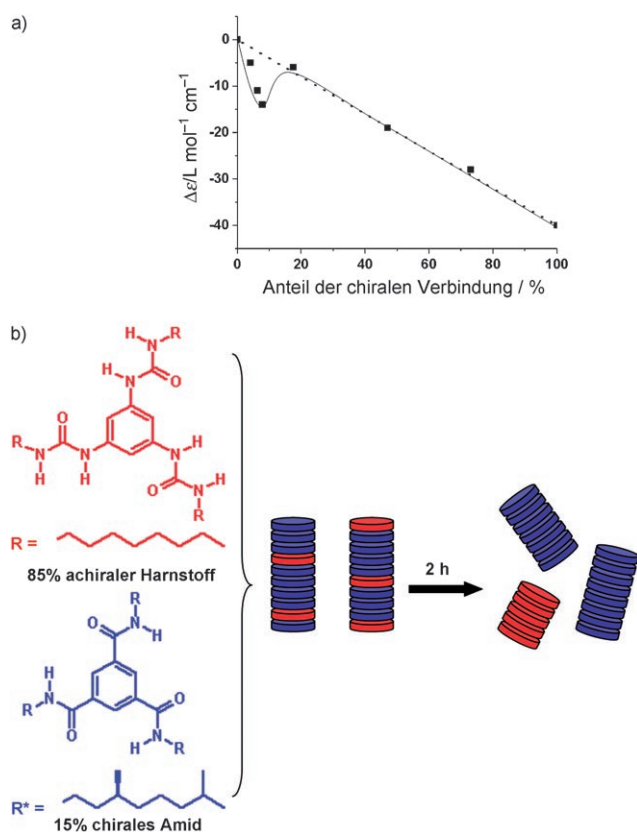 a)
0
-10
-20
-30
-40
Δε/L mol⁻¹ cm⁻¹
0 20 40 60 80 100
Anteil der chiralen Verbindung / %
b)
H R
N
H N O
O
R N N N H
H H O N H
R
R =
85% achiraler Harnstoff
R
O N H
H
N O
R O N R
H
R* =
15% chirales Amid
2 h